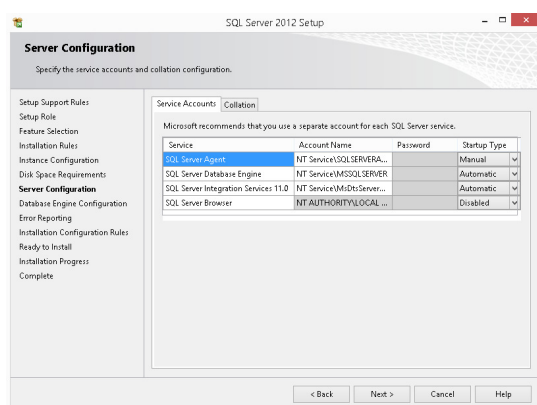 SQL Server 2012 Setup
Server Configuration
Specify the service accounts and collation configuration.
Setup Support Rules
Setup Role
Feature Selection
Installation Rules
Instance Configuration
Disk Space Requirements
Server Configuration
Database Engine Configuration
Error Reporting
Installation Configuration Rules
Ready to Install
Installation Progress
Complete
Service Accounts Collation
Microsoft recommends that you use a separate account for each SQL Server service.
Service Account Name Password Startup Type
SQL Server Agent NT Service\SQLSERVERA... Manual
SQL Server Database Engine NT Service\MSSQLSERVER Automatic
SQL Server Integration Services 11.0 NT Service\MsDtsServer... Automatic
SQL Server Browser NT AUTHORITY\LOCAL ... Disabled
< Back Next > Cancel Help